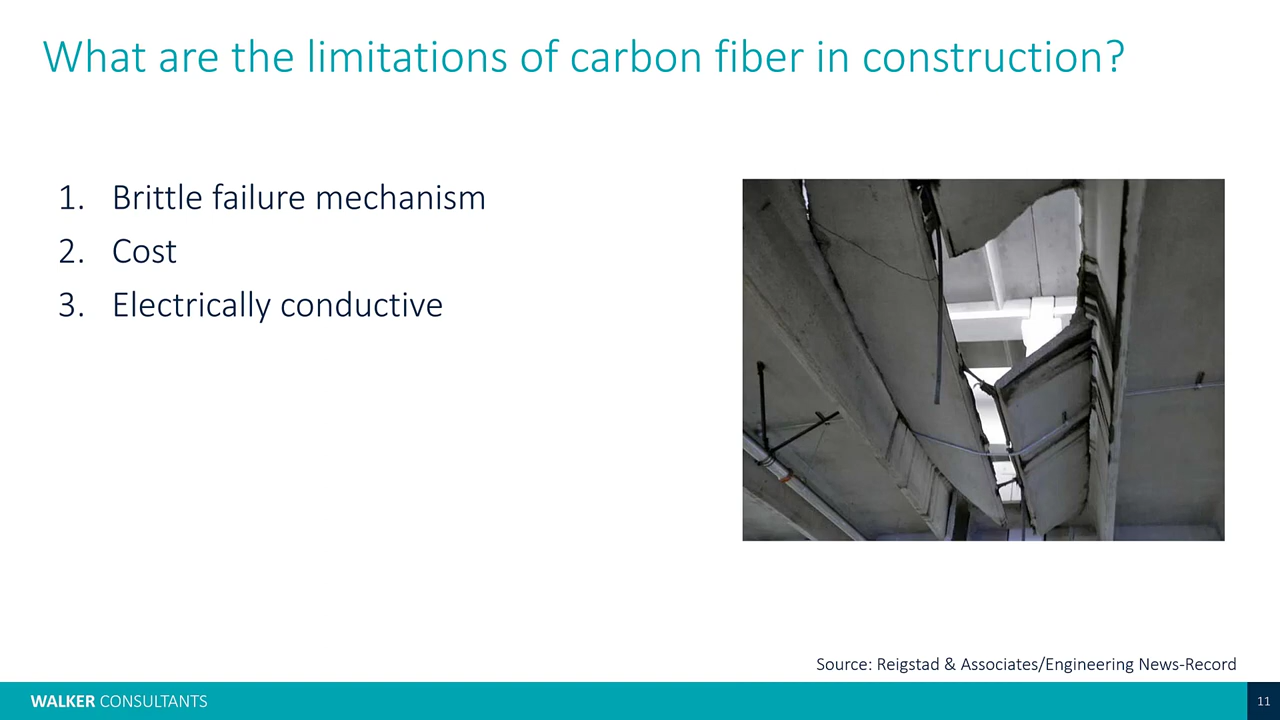 What are the limitations of carbon fiber in construction?
1. Brittle failure mechanism
2. Cost
3. Electrically conductive
Source: Reigstad & Associates/Engineering News-Record
WALKER CONSULTANTS
11